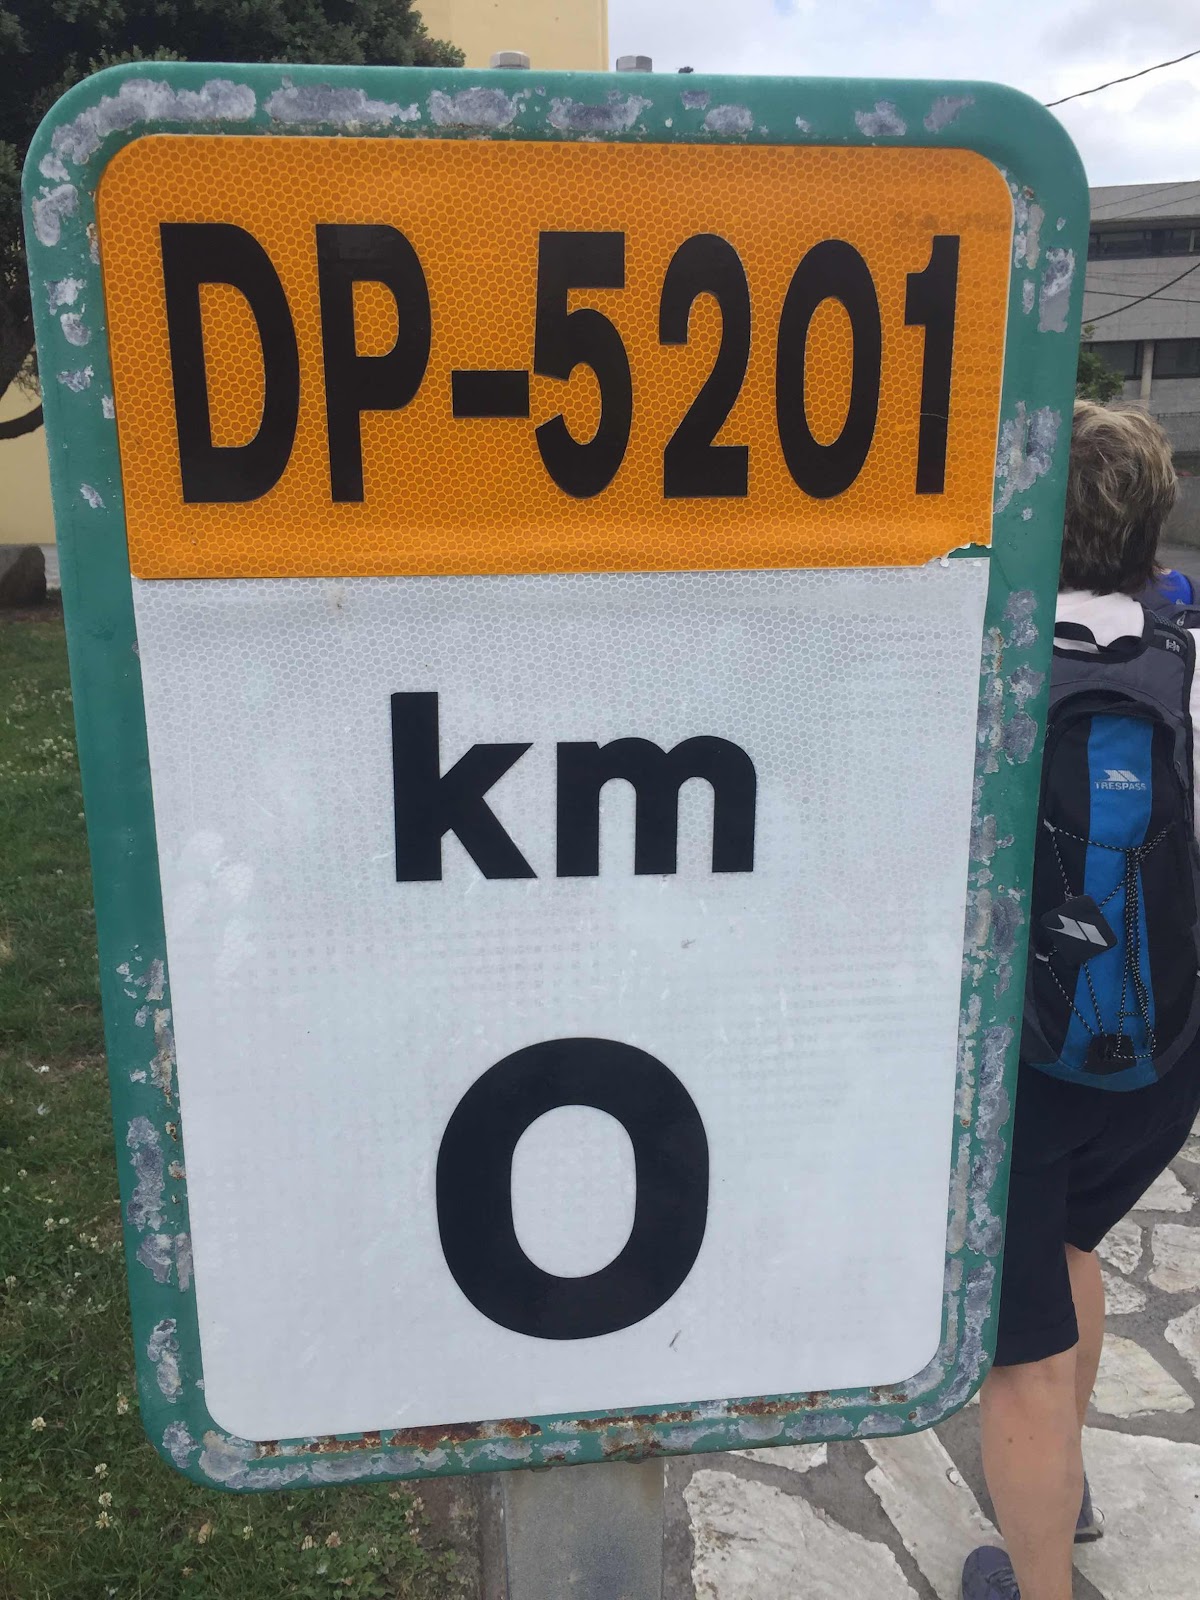 DP-5201
km
0
TRESPASS